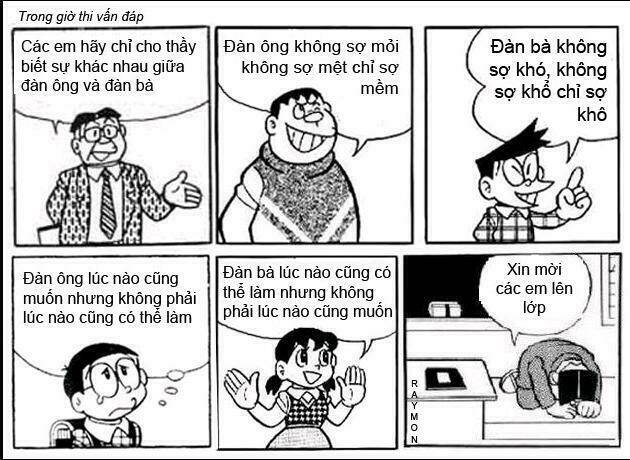 Trong giờ thi vấn đáp
Các em hãy chỉ cho thầy
biết sự khác nhau giữa
đàn ông và đàn bà
Đàn ông không sợ mỏi
không sợ mệt chỉ sợ
mềm
Đàn bà không
sợ khó, không
sợ khổ chỉ sợ
khô
Đàn ông lúc nào cũng
muốn nhưng không phải
lúc nào cũng có thể làm
Đàn bà lúc nào cũng có
thể làm nhưng không
phải lúc nào cũng muốn
Xin mời
các em lên
lớp
RAYMON